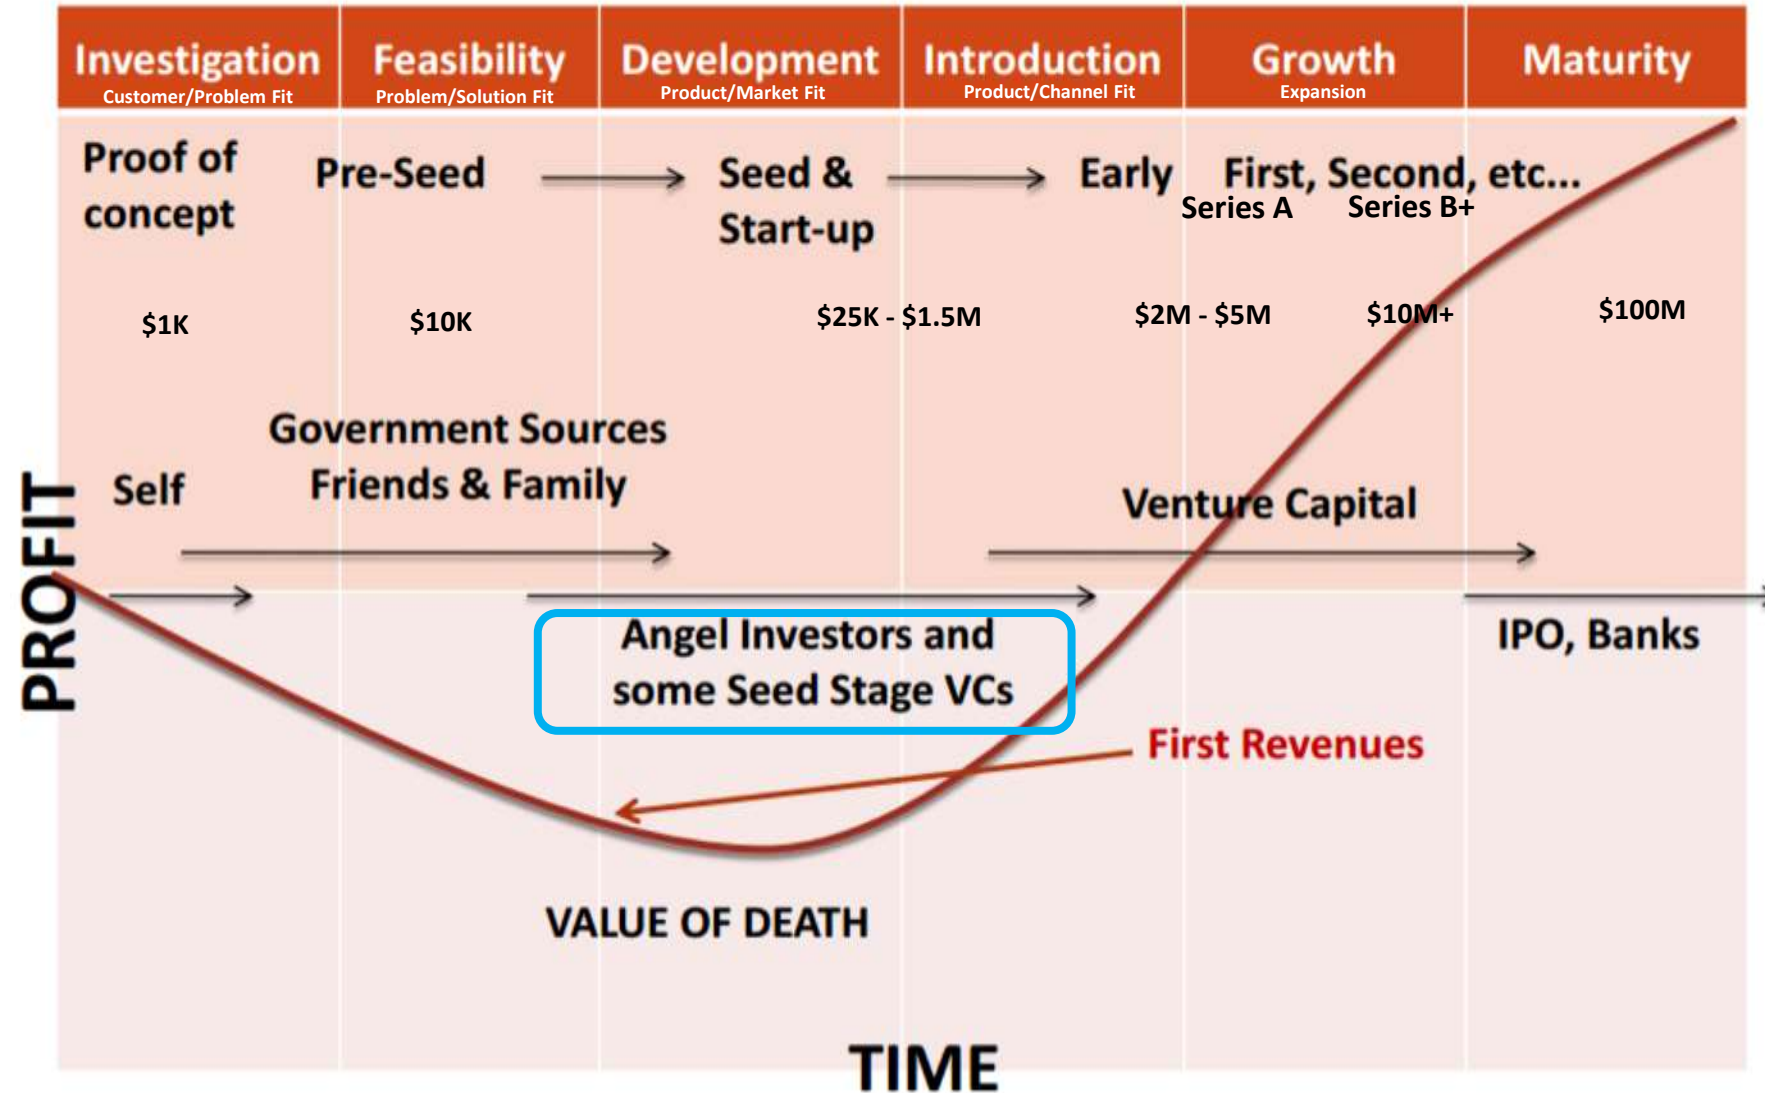 Investigation
Customer/Problem Fit
Feasibility
Problem/Solution Fit
Development
Product/Market Fit
Introduction
Product/Channel Fit
Growth
Expansion
Maturity
Proof of
concept
Pre-Seed
Seed &
Start-up
Early
First, Second, etc...
Series A
Series B+
$1K
$10K
$25K - $1.5M
$2M - $5M
$10M+
$100M
Government Sources
Friends & Family
Self
Venture Capital
PROFIT
Angel Investors and
some Seed Stage VCs
IPO, Banks
First Revenues
VALUE OF DEATH
TIME